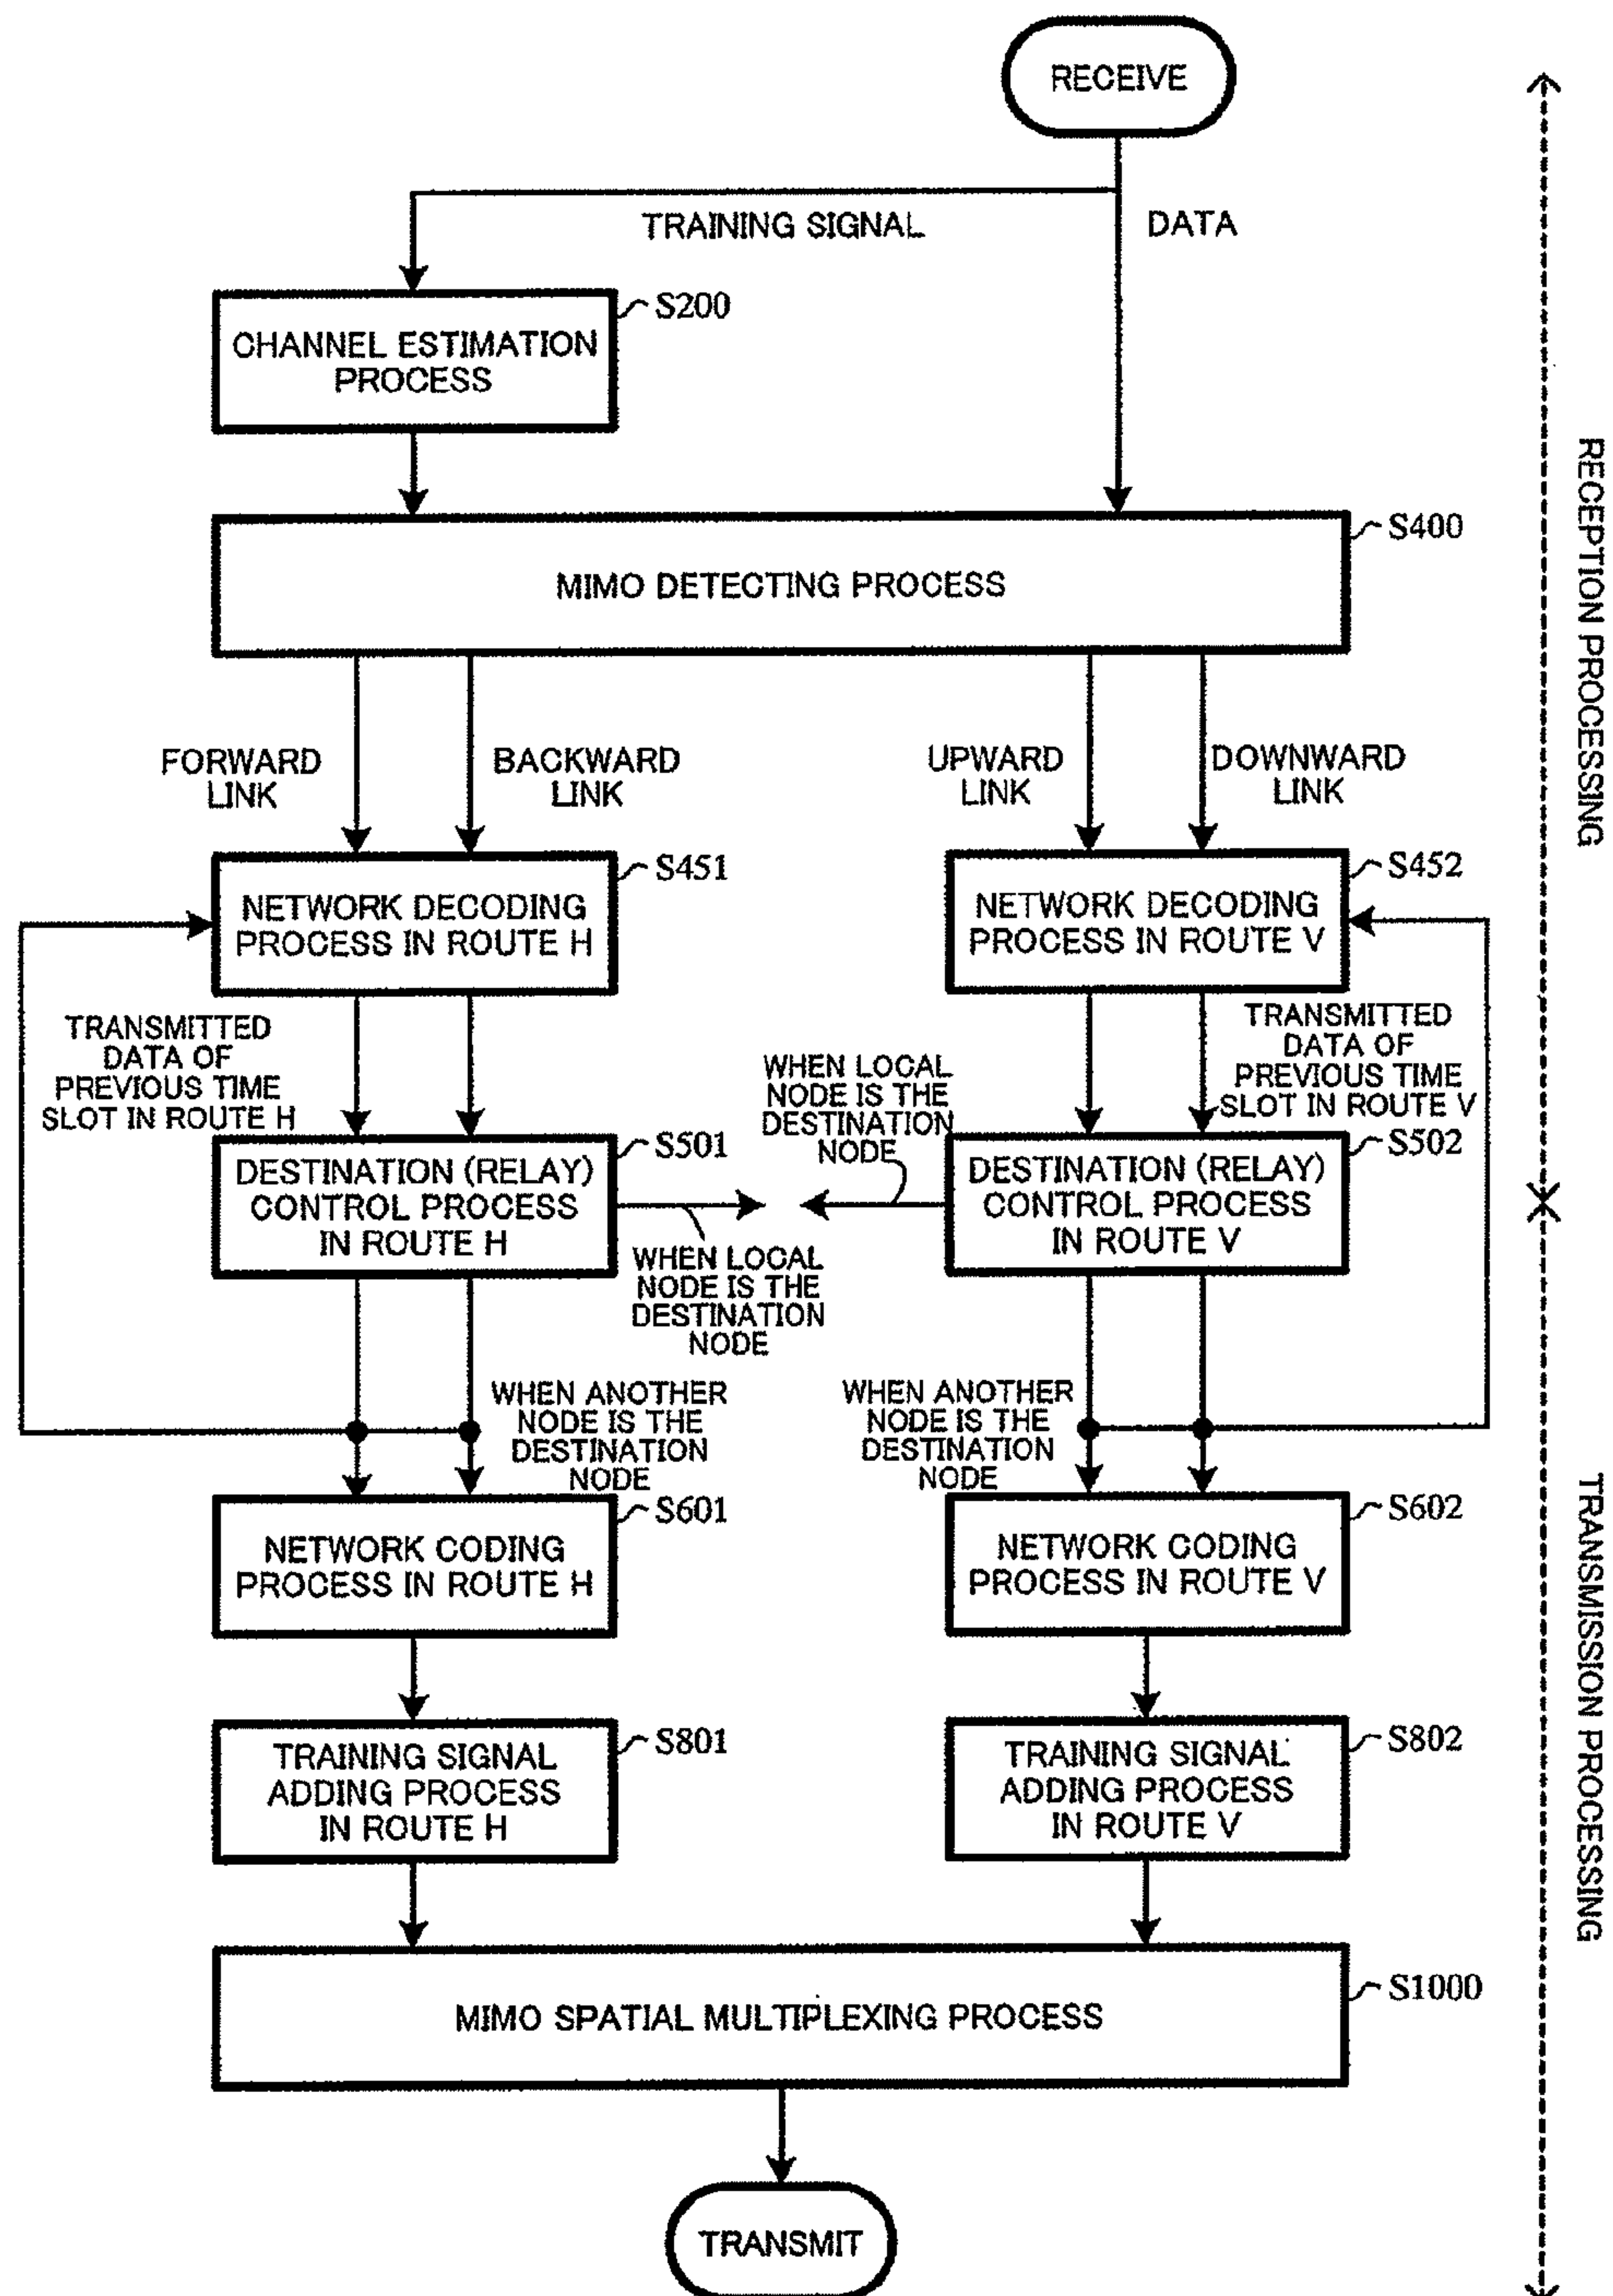 RECEIVE
TRAINING SIGNAL
DATA
S200
CHANNEL ESTIMATION
PROCESS
S400
MIMO DETECTING PROCESS
RECEPTION PROCESSING
FORWARD
LINK
BACKWARD
LINK
UPWARD
LINK
DOWNWARD
LINK
S451
NETWORK DECODING
PROCESS IN ROUTE H
S452
NETWORK DECODING
PROCESS IN ROUTE V
TRANSMITTED
DATA OF
PREVIOUS TIME
SLOT IN ROUTE H
WHEN LOCAL
NODE IS THE
DESTINATION
NODE
TRANSMITTED
DATA OF
PREVIOUS TIME
SLOT IN ROUTE V
S501
DESTINATION (RELAY)
CONTROL PROCESS
IN ROUTE H
S502
DESTINATION (RELAY)
CONTROL PROCESS
IN ROUTE V
WHEN LOCAL
NODE IS THE
DESTINATION
NODE
WHEN ANOTHER
NODE IS THE
DESTINATION
NODE
WHEN ANOTHER
NODE IS THE
DESTINATION
NODE
S601
NETWORK CODING
PROCESS IN ROUTE H
S602
NETWORK CODING
PROCESS IN ROUTE V
TRANSMISSION PROCESSING
S801
TRAINING SIGNAL
ADDING PROCESS
IN ROUTE H
S802
TRAINING SIGNAL
ADDING PROCESS
IN ROUTE V
S1000
MIMO SPATIAL MULTIPLEXING PROCESS
TRANSMIT